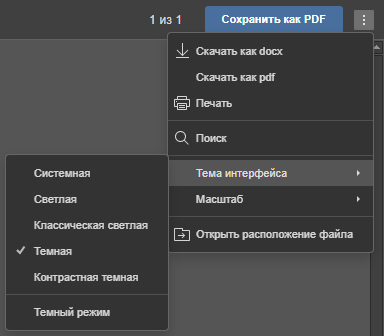 1 из 1
Сохранить как PDF
Скачать как docx
Скачать как pdf
Печать
Поиск
Тема интерфейса
Масштаб
Открыть расположение файла
Системная
Светлая
Классическая светлая
Темная
Контрастная темная
Темный режим